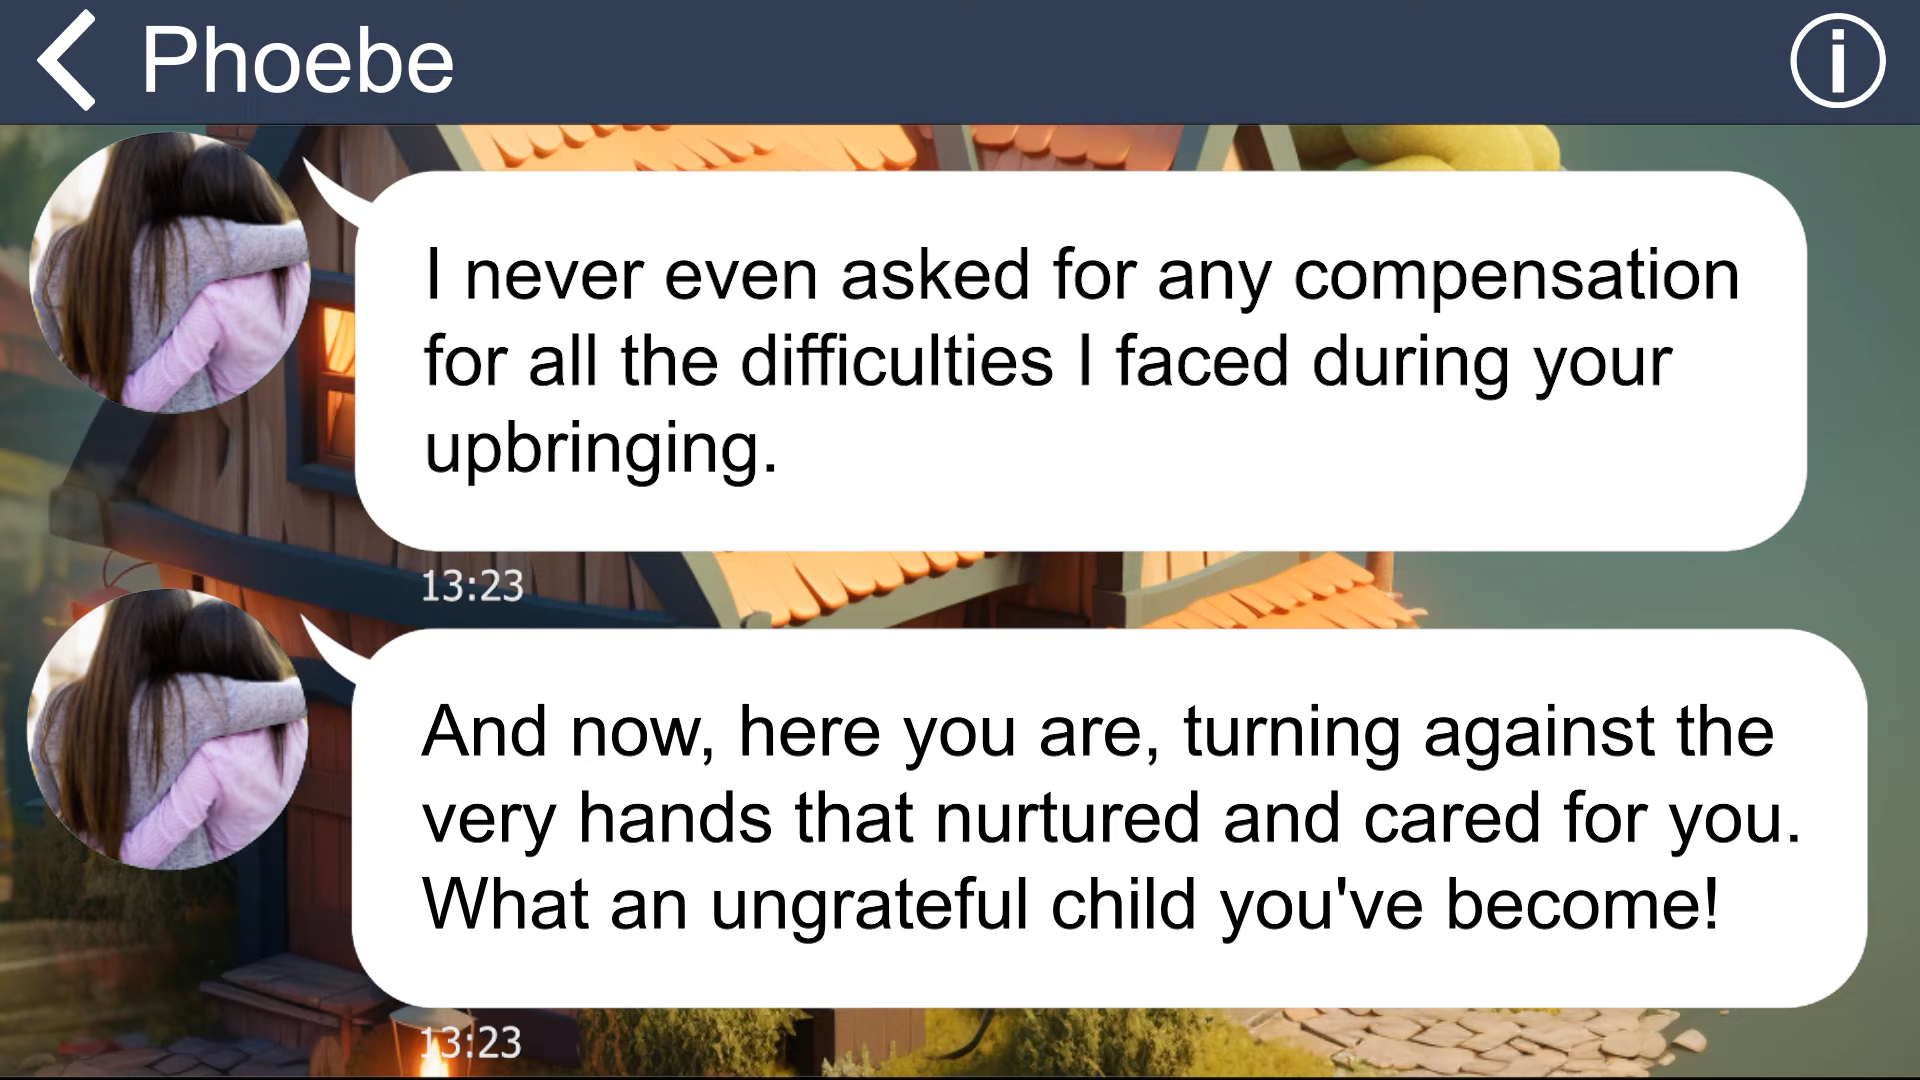 Phoebe
I never even asked for any compensation
for all the difficulties I faced during your
upbringing.
13:23
And now, here you are, turning against the
very hands that nurtured and cared for you.
What an ungrateful child you've become!
13:23